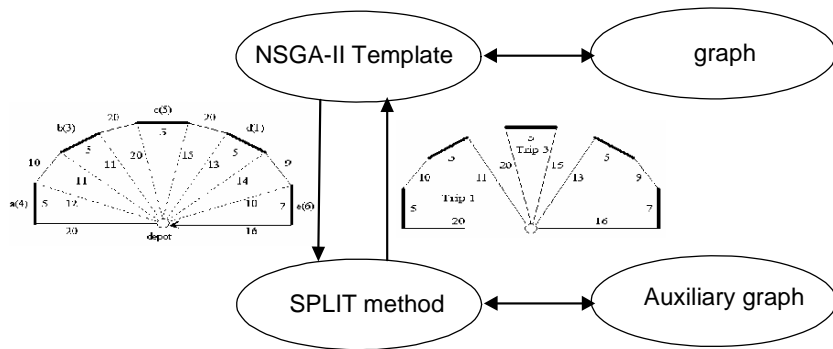 NSGA-II Template
graph
20 c(5) 20
b(3) 5 d(1)
10 5 11 20 15 13 5 9
11 14
a(4) 5 12 10 7 e(6)
20 depot 16
5 Trip 3 5
10 5 11 20 15 13 9
5 Trip 1 7
20 16
SPLIT method
Auxiliary graph